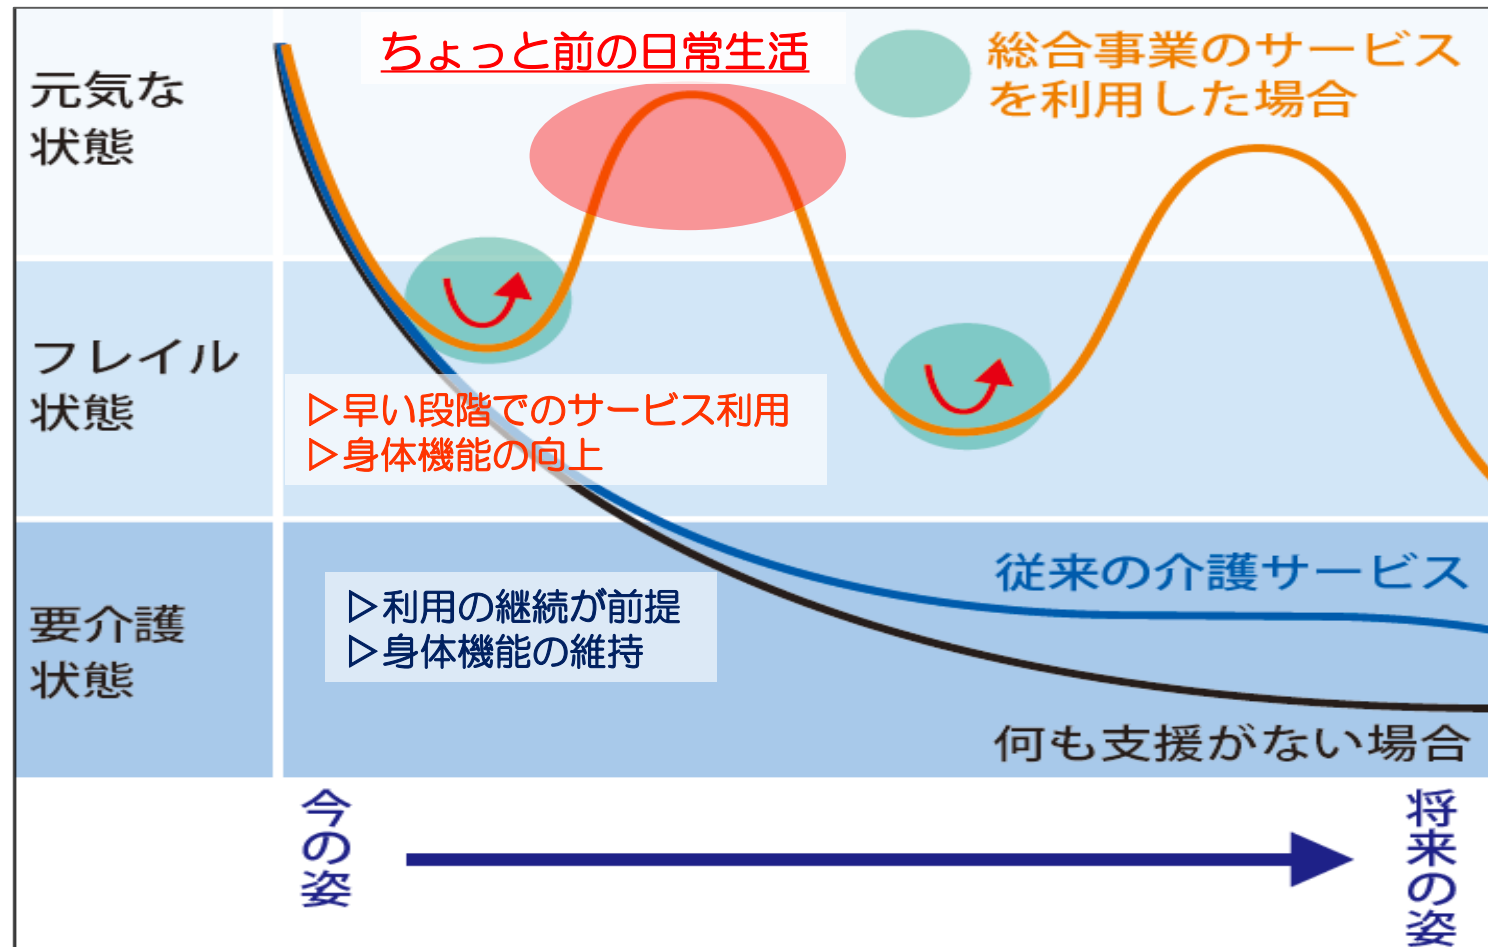 ちょっと前の日常生活
総合事業のサービス
を利用した場合
元気な
状態
フレイル
状態
▷早い段階でのサービス利用
▷身体機能の向上
要介護
状態
従来の介護サービス
▷利用の継続が前提
▷身体機能の維持
何も支援がない場合
今の姿
将来の姿